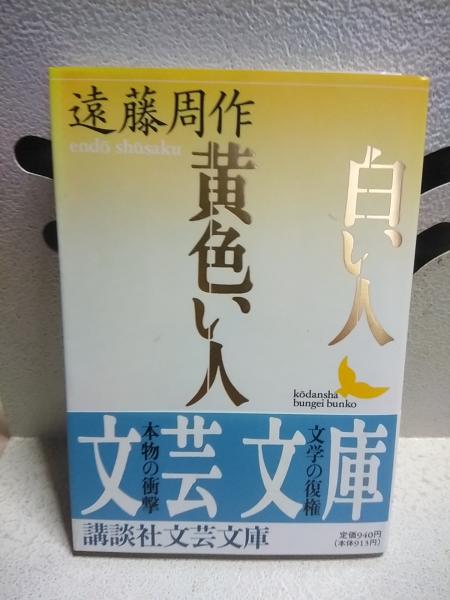 遠藤周作
endō shūsaku
白い人
黄色い人
kōdansha
bungei bunko
文芸文庫
文学の復権
本物の衝撃
講談社文芸文庫
定価940円
(本体913円)